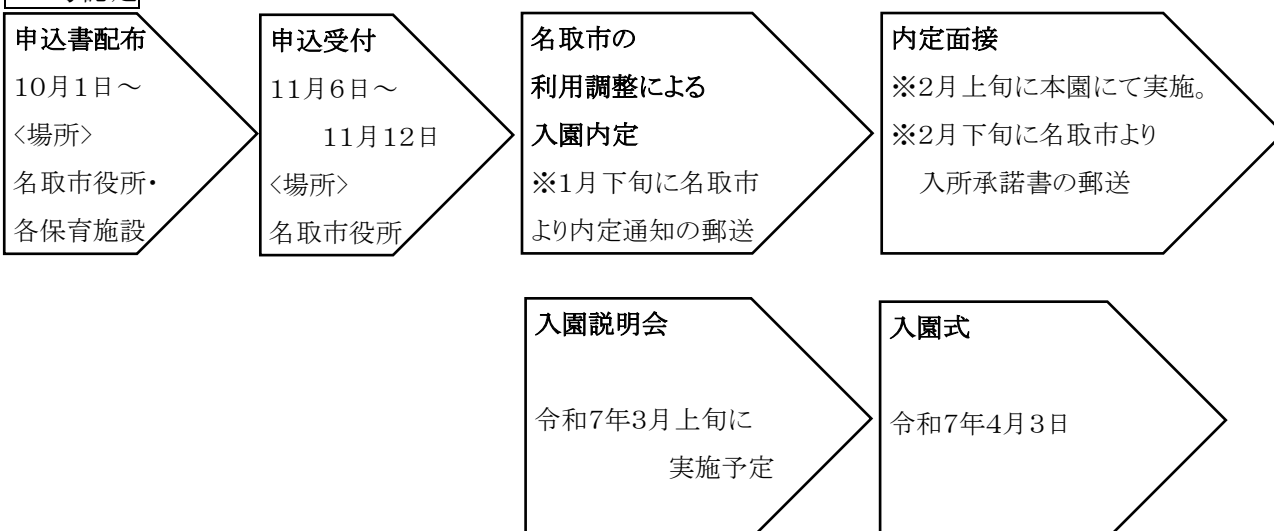 申込書配布
10月1日～
<場所>
名取市役所・
各保育施設
申込受付
11月6日～
11月12日
<場所>
名取市役所
名取市の
利用調整による
入園内定
※1月下旬に名取市
より内定通知の郵送
内定面接
※2月上旬に本園にて実施。
※2月下旬に名取市より
入所承諾書の郵送
入園説明会
令和7年3月上旬に
実施予定
入園式
令和7年4月3日